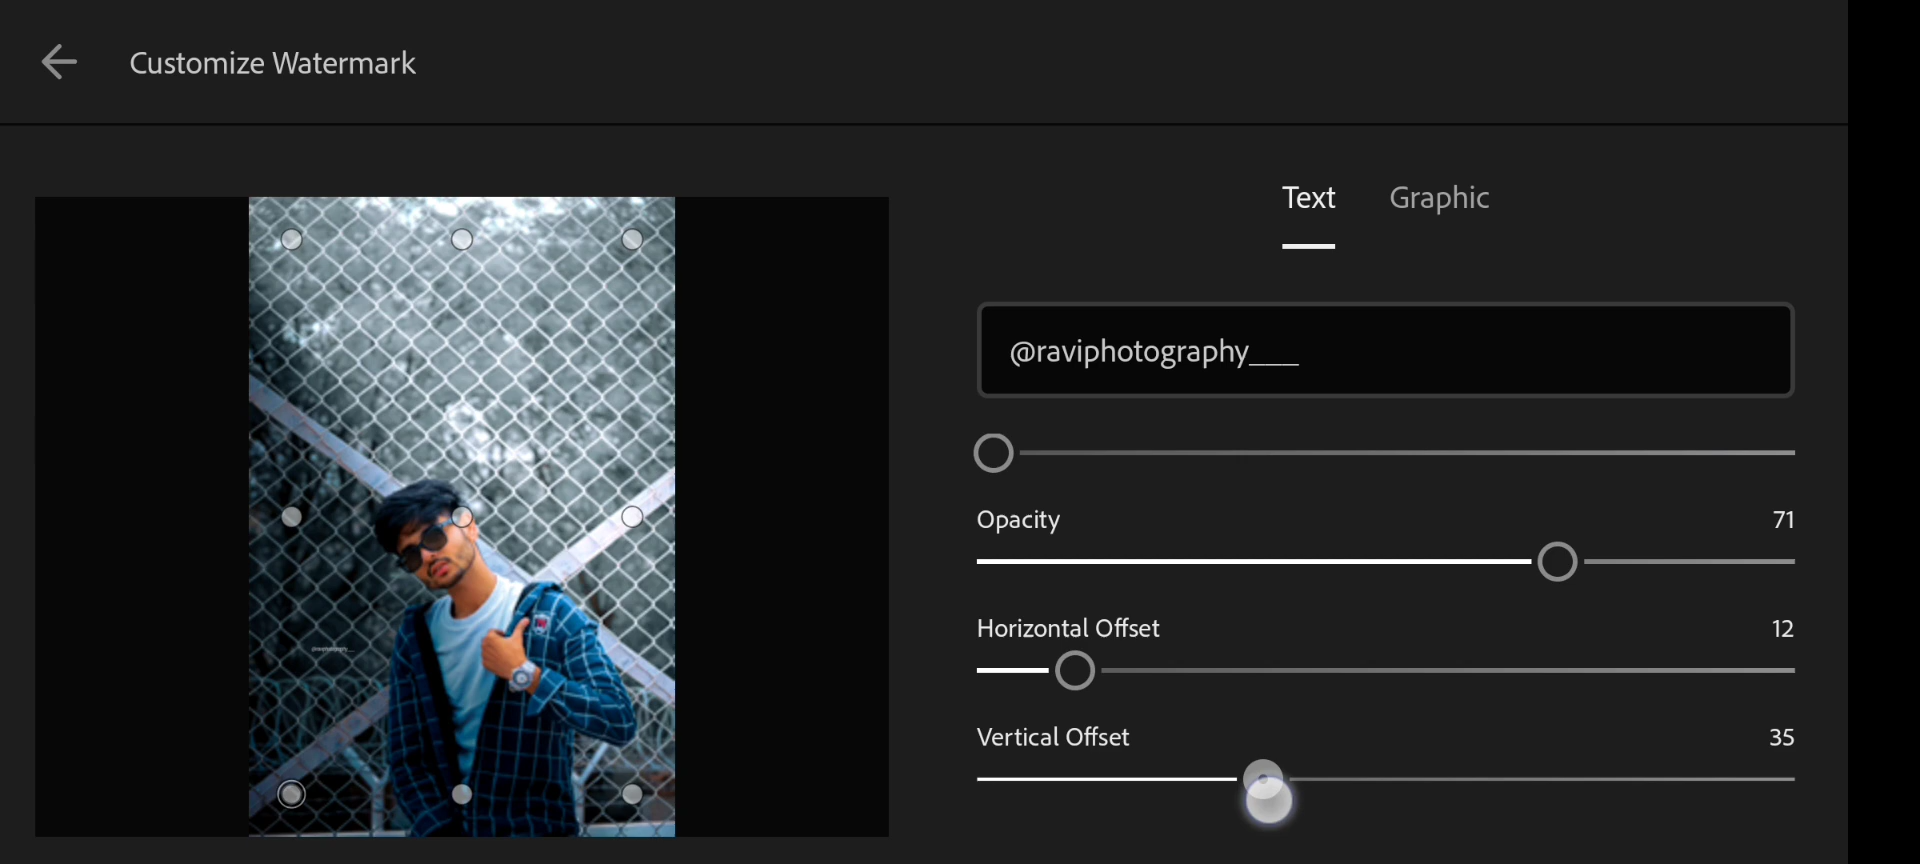 Customize Watermark
Text
Graphic
@raviphotography___
Opacity
71
Horizontal Offset
12
Vertical Offset
35